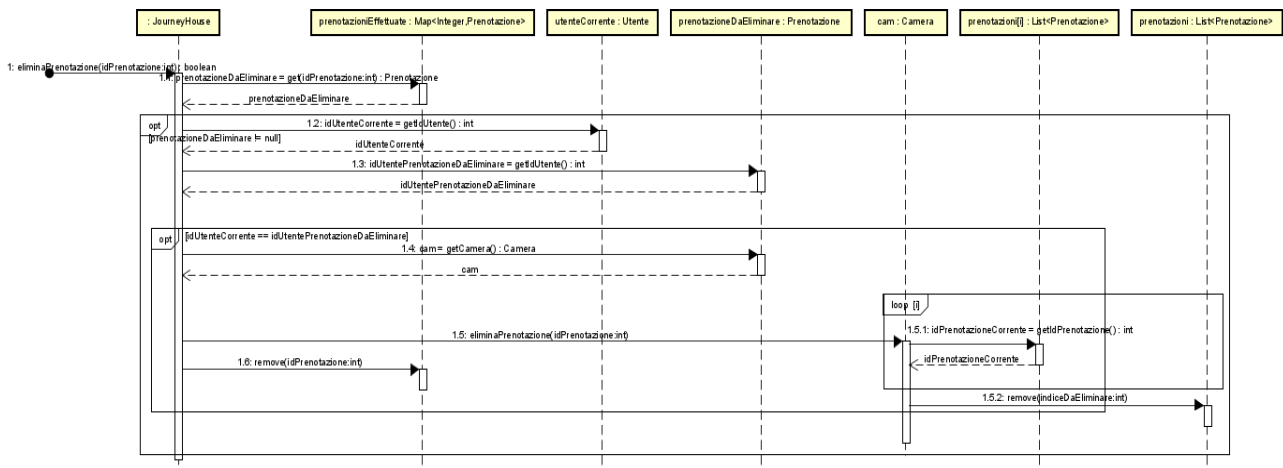 : JourneyHouse
prenotazioniEffettuate : Map<Integer,Prenotazione>
utenteCorrente : Utente
prenotazioneDaEliminare : Prenotazione
cam : Camera
prenotazioni[i] : List<Prenotazione>
prenotazioni : List<Prenotazione>
1: eliminaPrenotazione(idPrenotazione:int) : boolean
1.1: prenotazioneDaEliminare = get(idPrenotazione:int) : Prenotazione
prenotazioneDaEliminare
opt
[prenotazioneDaEliminare != null]
1.2: idUtenteCorrente = getIdUtente() : int
idUtenteCorrente
1.3: idUtentePrenotazioneDaEliminare = getIdUtente() : int
idUtentePrenotazioneDaEliminare
opt
[idUtenteCorrente == idUtentePrenotazioneDaEliminare]
1.4: cam = getCamera() : Camera
cam
loop [i]
1.5: eliminaPrenotazione(idPrenotazione:int)
1.5.1: idPrenotazioneCorrente = getIdPrenotazione() : int
idPrenotazioneCorrente
1.6: remove(idPrenotazione:int)
1.5.2: remove(indiceDaEliminare:int)